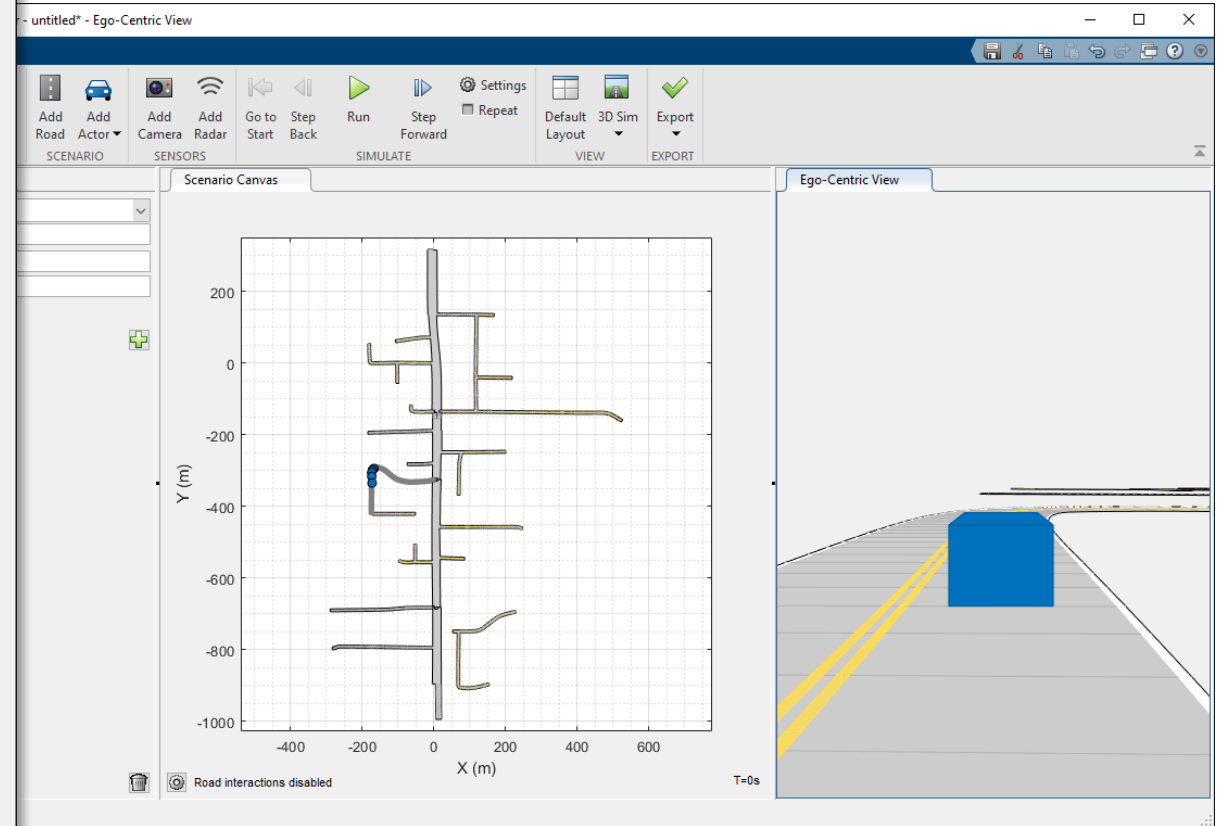 - untitled* - Ego-Centric View
Add Road
Add Actor
Add Camera
Add Radar
Go to Start
Step Back
Run
Step Forward
Settings
Repeat
Default Layout
3D Sim
Export
SCENARIO
SENSORS
SIMULATE
VIEW
EXPORT
Scenario Canvas
Ego-Centric View
200
0
-200
-400
-600
-800
-1000
Y (m)
-400
-200
0
200
400
600
X (m)
Road interactions disabled
T=0s